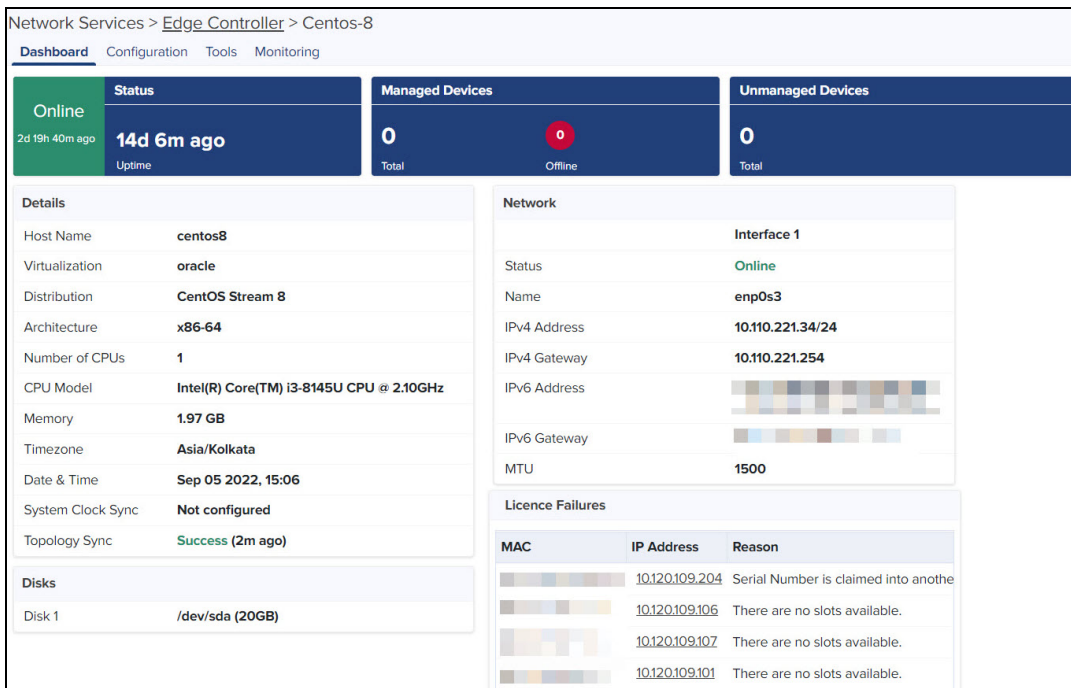 Network Services > Edge Controller > Centos-8
Dashboard Configuration Tools Monitoring
Online
2d 19h 40m ago
Status
14d 6m ago
Uptime
Managed Devices
0
Total
0
Offline
Unmanaged Devices
0
Total
Details
Host Name centos8
Virtualization oracle
Distribution CentOS Stream 8
Architecture x86-64
Number of CPUs 1
CPU Model Intel(R) Core(TM) i3-8145U CPU @ 2.10GHz
Memory 1.97 GB
Timezone Asia/Kolkata
Date & Time Sep 05 2022, 15:06
System Clock Sync Not configured
Topology Sync Success (2m ago)
Disks
Disk 1 /dev/sda (20GB)
Network
Interface 1
Status Online
Name enp0s3
IPv4 Address 10.110.221.34/24
IPv4 Gateway 10.110.221.254
IPv6 Address
IPv6 Gateway
MTU 1500
Licence Failures
MAC IP Address Reason
10.120.109.204 Serial Number is claimed into anothe
10.120.109.106 There are no slots available.
10.120.109.107 There are no slots available.
10.120.109.101 There are no slots available.